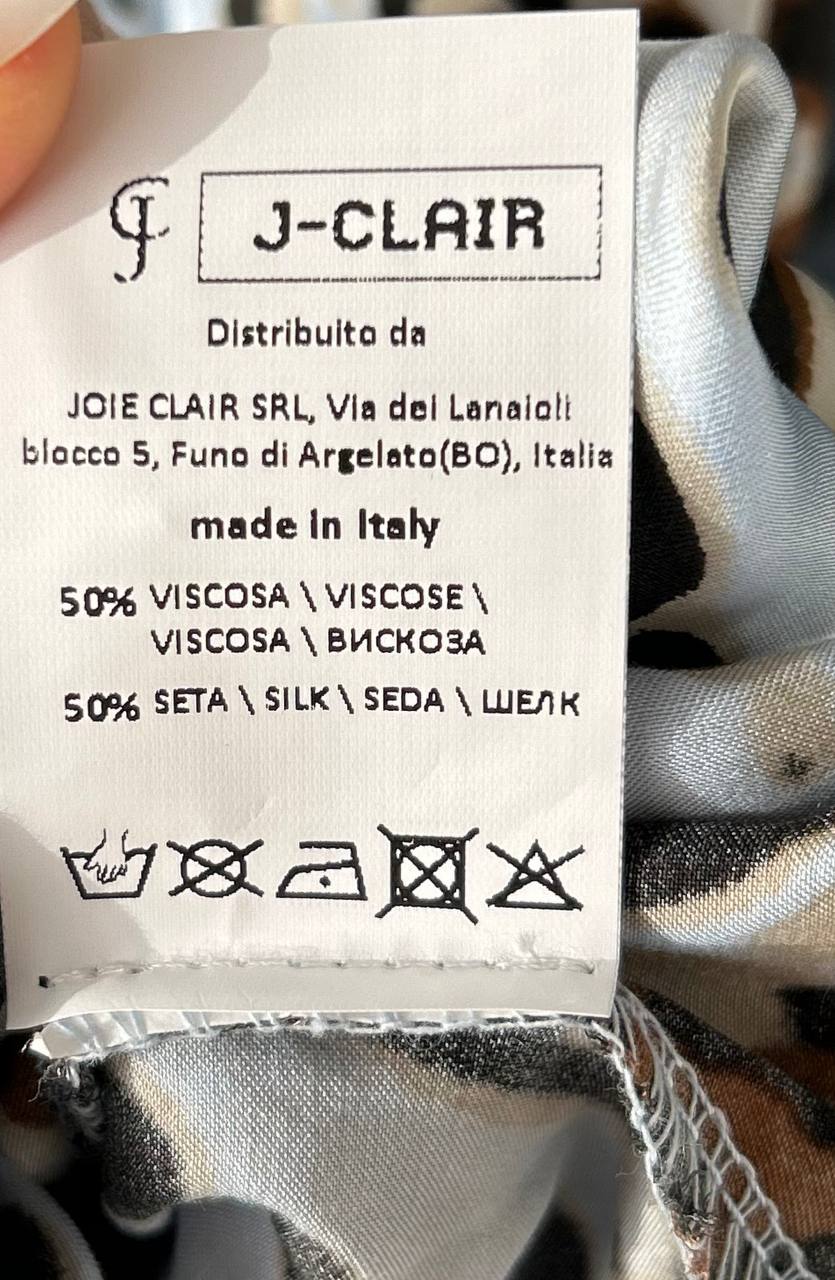 J-CLAIR
Distribuito da
JOIE CLAIR SRL, Via dei Lanaioli
blocco 5, Funo di Argelato(BO), Italia
made in Italy
50% VISCOSA \ VISCOSE \
VISCOSA \ ВИСКОЗА
50% SETA \ SILK \ SEDA \ ШЕЛК